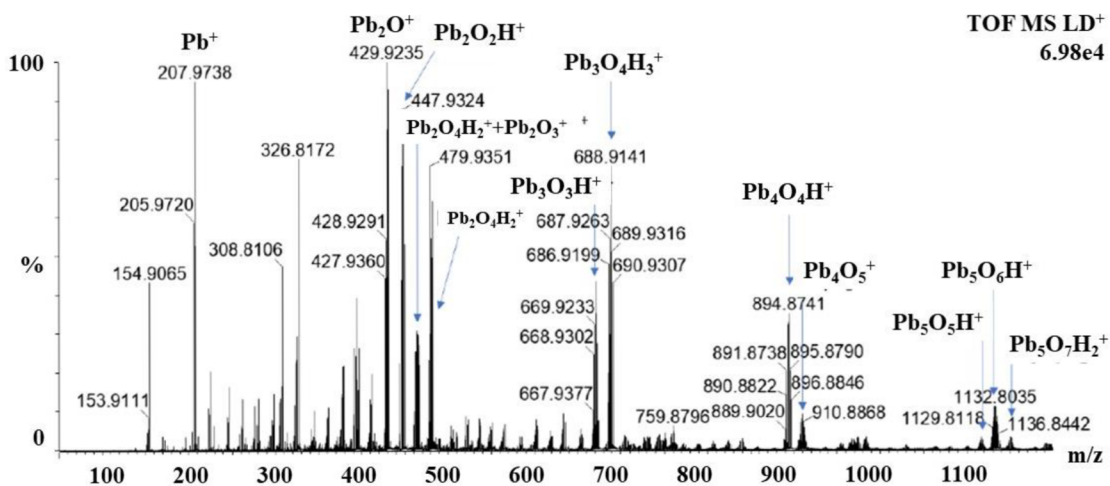 TOF MS LD⁺
6.98e4
Pb⁺
Pb₂O⁺
Pb₂O₂H⁺
100
207.9738
429.9235
Pb₃O₄H₃⁺
447.9324
Pb₂O₄H₂⁺+Pb₂O₃⁺ +
326.8172
479.9351
688.9141
Pb₃O₃H⁺
Pb₄O₄H⁺
205.9720
428.9291
Pb₂O₄H₂⁺
687.9263
689.9316
308.8106
427.9360
686.9199
690.9307
%
154.9065
Pb₄O₅⁺
Pb₅O₆H⁺
669.9233
894.8741
Pb₅O₅H⁺
668.9302
Pb₅O₇H₂⁺
891.8738
895.8790
153.9111
667.9377
890.8822
896.8846
1132.8035
759.8796
889.9020
910.8868
1129.8118
1136.8442
0
m/z
100 200 300 400 500 600 700 800 900 1000 1100